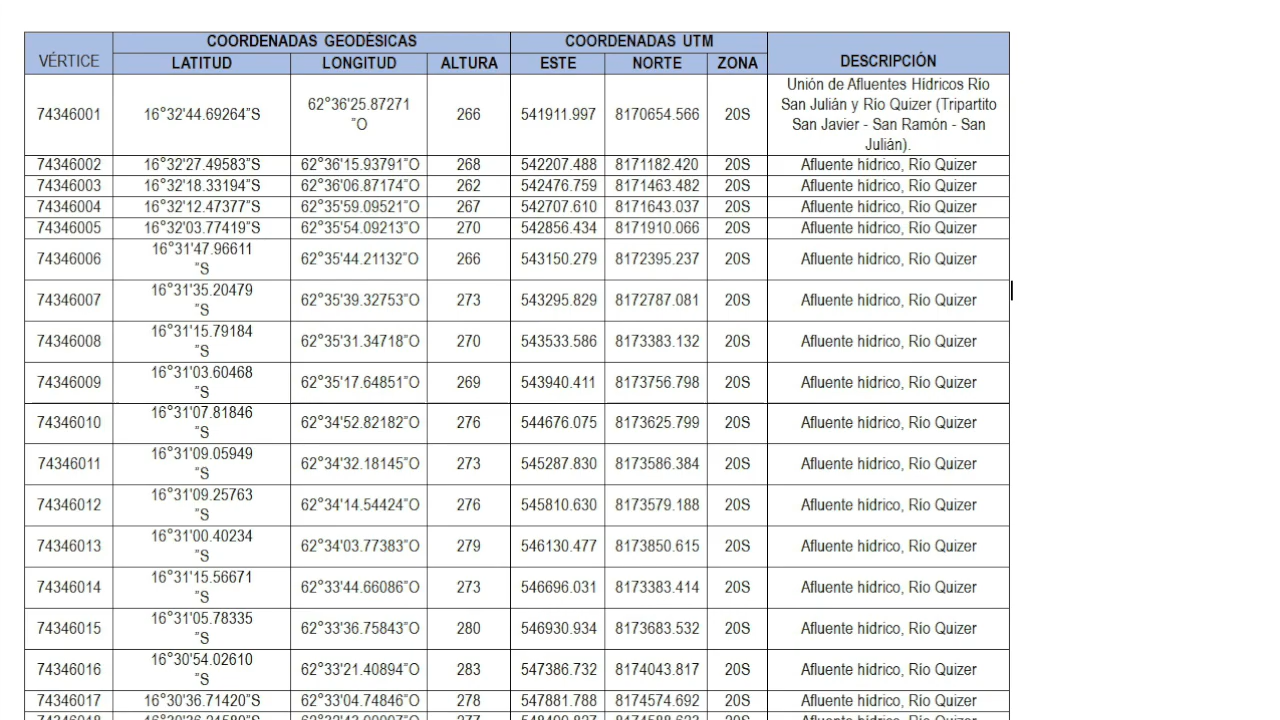 COORDENADAS GEODÉSICAS COORDENADAS UTM
VÉRTICE LATITUD LONGITUD ALTURA ESTE NORTE ZONA DESCRIPCIÓN
74346001 16°32'44.69264"S 62°36'25.87271 "O 266 541911.997 8170654.566 20S Unión de Afluentes Hídricos Río
San Julián y Río Quizer (Tripartito
San Javier - San Ramón - San
Julián).
74346002 16°32'27.49583"S 62°36'15.93791"O 268 542207.488 8171182.420 20S Afluente hídrico, Río Quizer
74346003 16°32'18.33194"S 62°36'06.87174"O 262 542476.759 8171463.482 20S Afluente hídrico, Río Quizer
74346004 16°32'12.47377"S 62°35'59.09521"O 267 542707.610 8171643.037 20S Afluente hídrico, Río Quizer
74346005 16°32'03.77419"S 62°35'54.09213"O 270 542856.434 8171910.066 20S Afluente hídrico, Río Quizer
74346006 16°31'47.96611 "S 62°35'44.21132"O 266 543150.279 8172395.237 20S Afluente hídrico, Río Quizer
74346007 16°31'35.20479 "S 62°35'39.32753"O 273 543295.829 8172787.081 20S Afluente hídrico, Río Quizer
74346008 16°31'15.79184 "S 62°35'31.34718"O 270 543533.586 8173383.132 20S Afluente hídrico, Río Quizer
74346009 16°31'03.60468 "S 62°35'17.64851"O 269 543940.411 8173756.798 20S Afluente hídrico, Río Quizer
74346010 16°31'07.81846 "S 62°34'52.82182"O 276 544676.075 8173625.799 20S Afluente hídrico, Río Quizer
74346011 16°31'09.05949 "S 62°34'32.18145"O 273 545287.830 8173586.384 20S Afluente hídrico, Río Quizer
74346012 16°31'09.25763 "S 62°34'14.54424"O 276 545810.630 8173579.188 20S Afluente hídrico, Río Quizer
74346013 16°31'00.40234 "S 62°34'03.77383"O 279 546130.477 8173850.615 20S Afluente hídrico, Río Quizer
74346014 16°31'15.56671 "S 62°33'44.66086"O 273 546696.031 8173383.414 20S Afluente hídrico, Río Quizer
74346015 16°31'05.78335 "S 62°33'36.75843"O 280 546930.934 8173683.532 20S Afluente hídrico, Río Quizer
74346016 16°30'54.02610 "S 62°33'21.40894"O 283 547386.732 8174043.817 20S Afluente hídrico, Río Quizer
74346017 16°30'36.71420"S 62°33'04.74846"O 278 547881.788 8174574.692 20S Afluente hídrico, Río Quizer